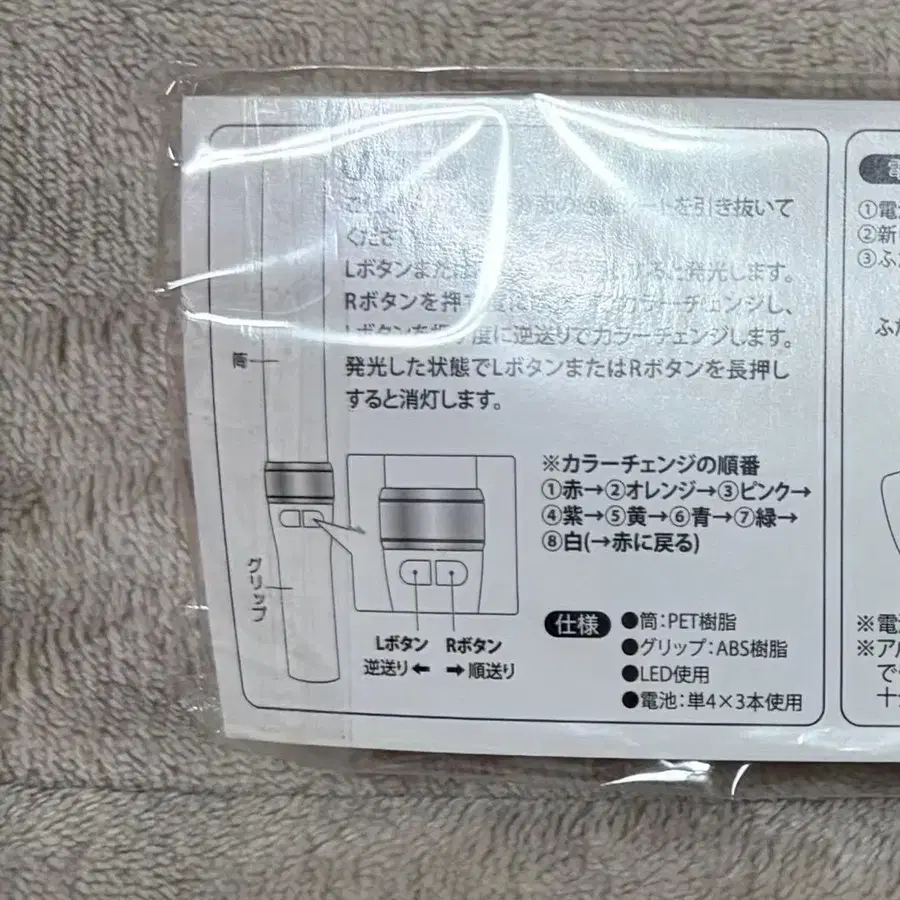 シートを引き抜いて
くださ
Lボタンまたは すると発光します。
Rボタンを押す度に カラーチェンジし、
Lボタンを押す度に逆送りでカラーチェンジします。
発光した状態でLボタンまたはRボタンを長押し
すると消灯します。
筒
グリップ
Lボタン Rボタン
逆送り← →順送り
※カラーチェンジの順番
①赤→②オレンジ→③ピンク→
④紫→⑤黄→⑥青→⑦緑→
⑧白(→赤に戻る)
仕様
●筒:PET樹脂
●グリップ:ABS樹脂
●LED使用
●電池:単4×3本使用
①電
②新
③ふ
ふた
※電
※アル
で
十